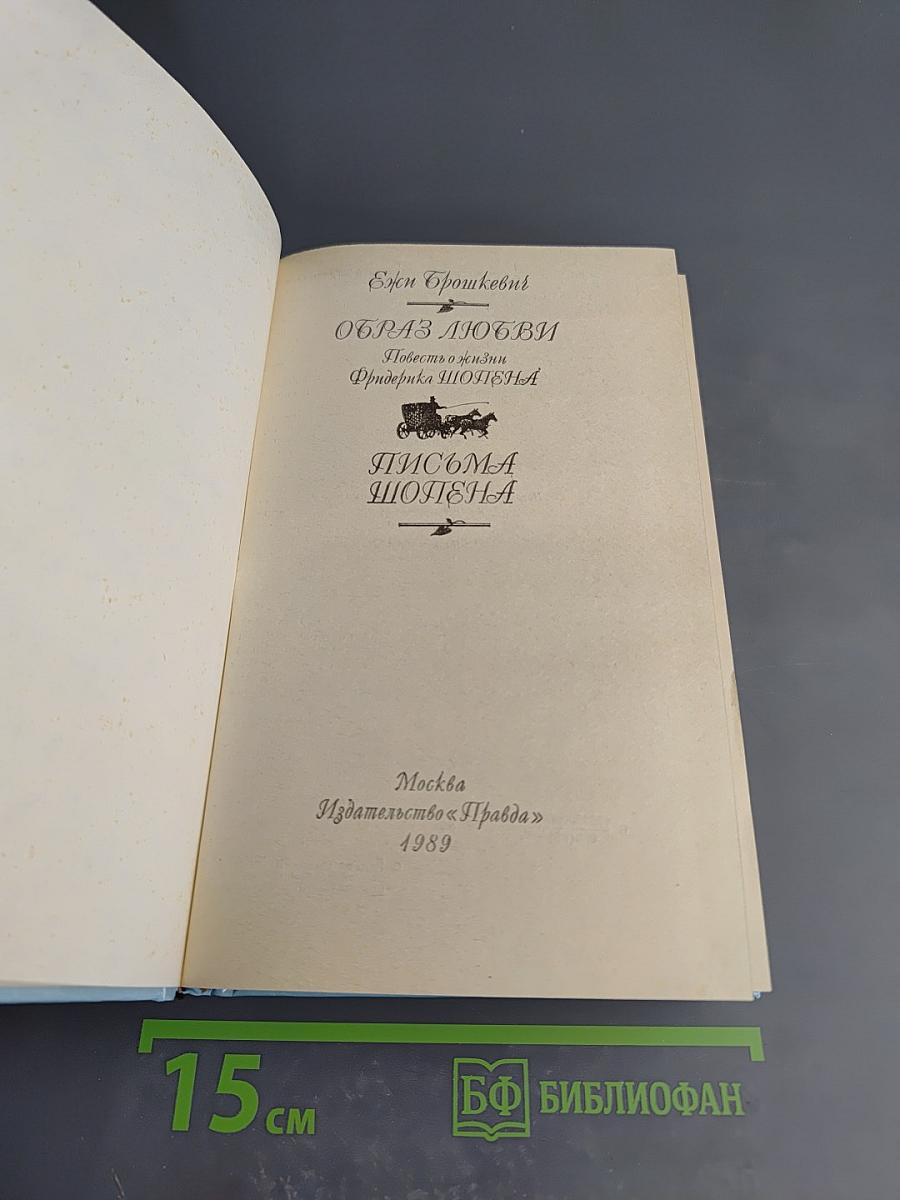 Ежи Брошкевич
ОБРАЗ ЛЮБВИ
Повесть о жизни
Фридерика ШОПЕНА
ПИСЬМА
ШОПЕНА
Москва
Издательство «Правда»
1989
15 см
БФ БИБЛИОФАН